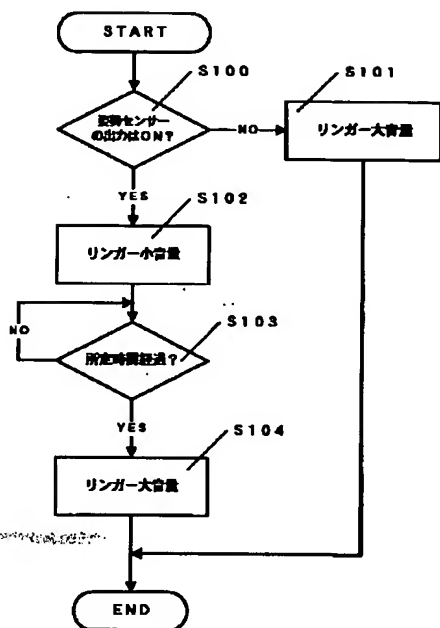 START
S100
S101
センサー
の出力はON?
NO
リンガー大音量
YES
S102
リンガー小音量
NO
S103
所定時間経過?
YES
S104
リンガー大音量
END